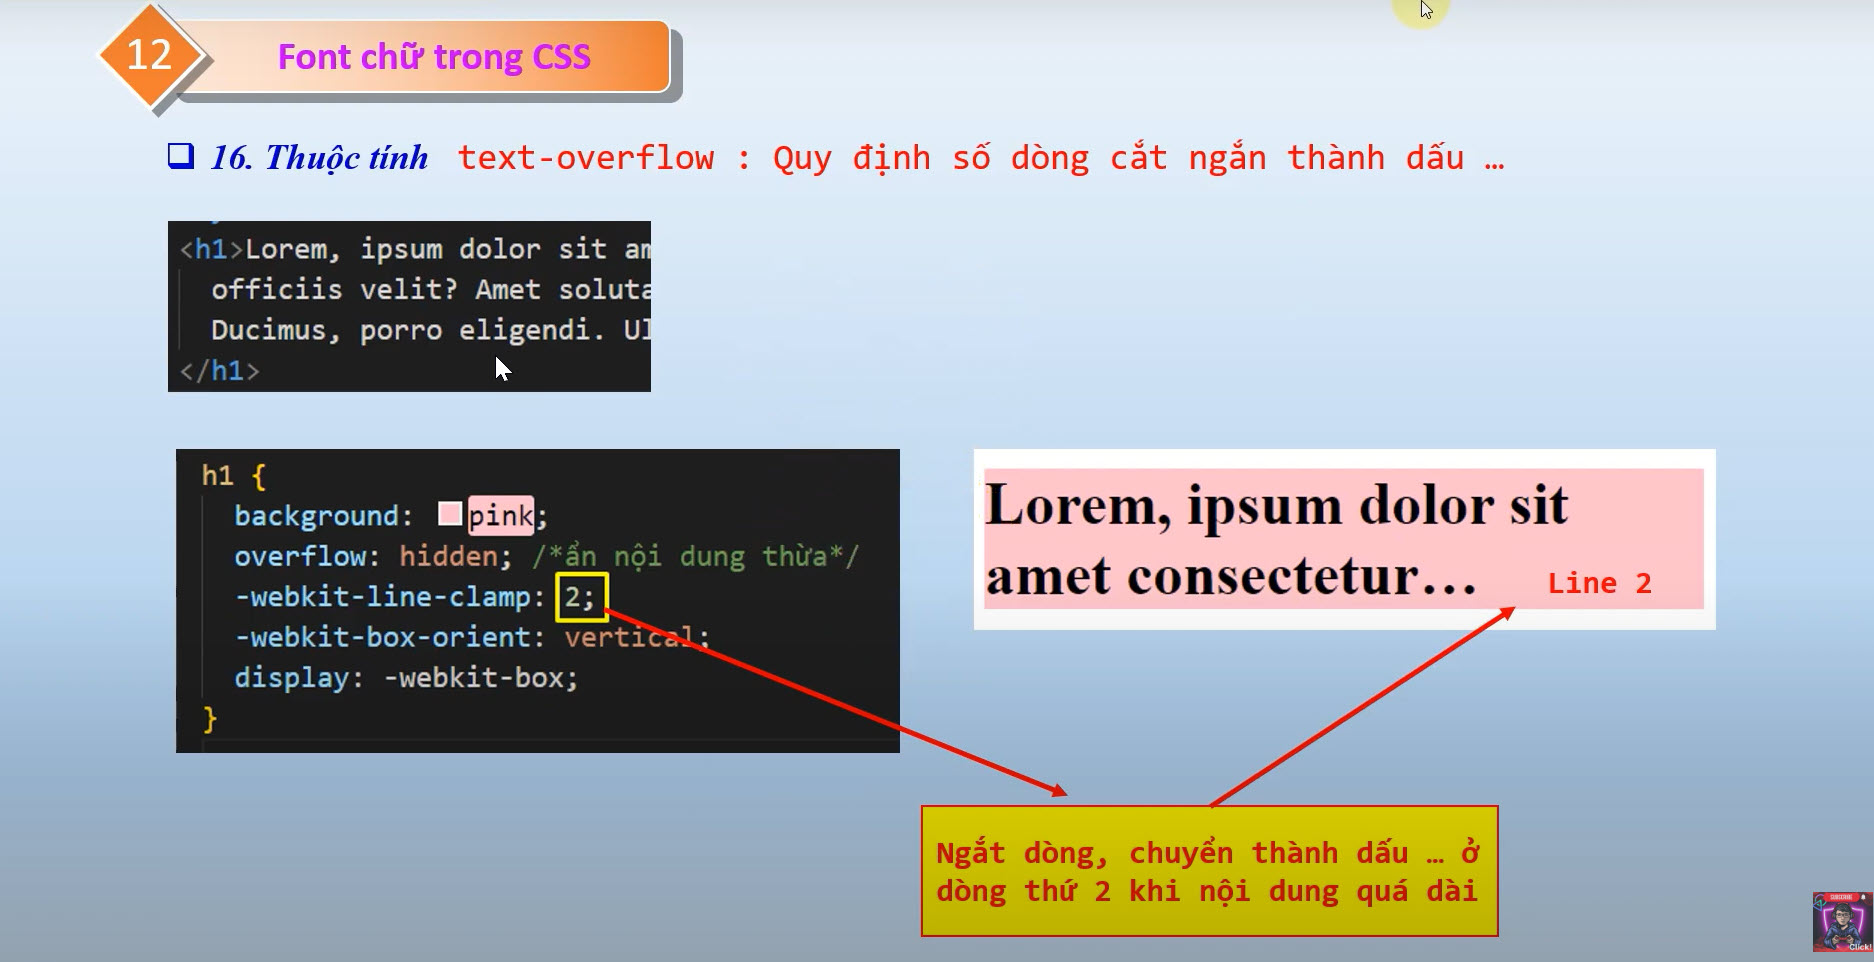 12
Font chữ trong CSS
16. Thuộc tính text-overflow : Quy định số dòng cắt ngắn thành dấu …
<h1>Lorem, ipsum dolor sit am
officiis velit? Amet soluta
Ducimus, porro eligendi. Ul
</h1>
h1 {
background: pink;
overflow: hidden; /*ẩn nội dung thừa*/
-webkit-line-clamp: 2;
-webkit-box-orient: vertical;
display: -webkit-box;
}
Lorem, ipsum dolor sit
amet consectetur… Line 2
Ngắt dòng, chuyển thành dấu … ở
dòng thứ 2 khi nội dung quá dài
SUBSCRIBE
Click!